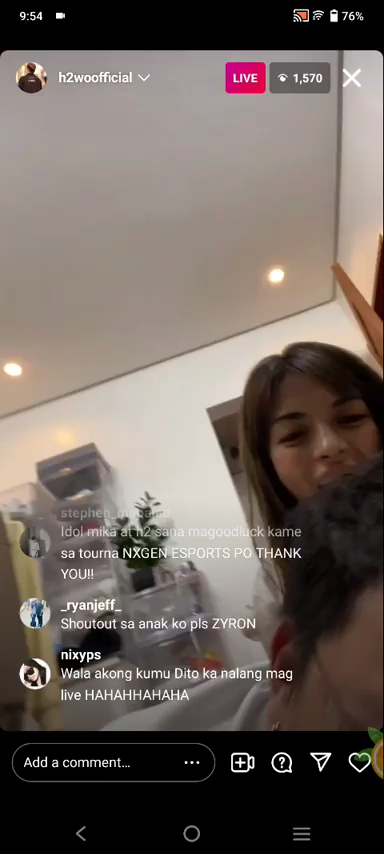 9:54
76%
h2woofficial
LIVE
1,570
Idol mika at h2 sana magoodluck kame
sa tourna NXGEN ESPORTS PO THANK
YOU!!
_ryanjeff_
Shoutout sa anak ko pls ZYRON
nixyps
Wala akong kumu Dito ka nalang mag
live HAHAHHAHAHA
Add a comment...